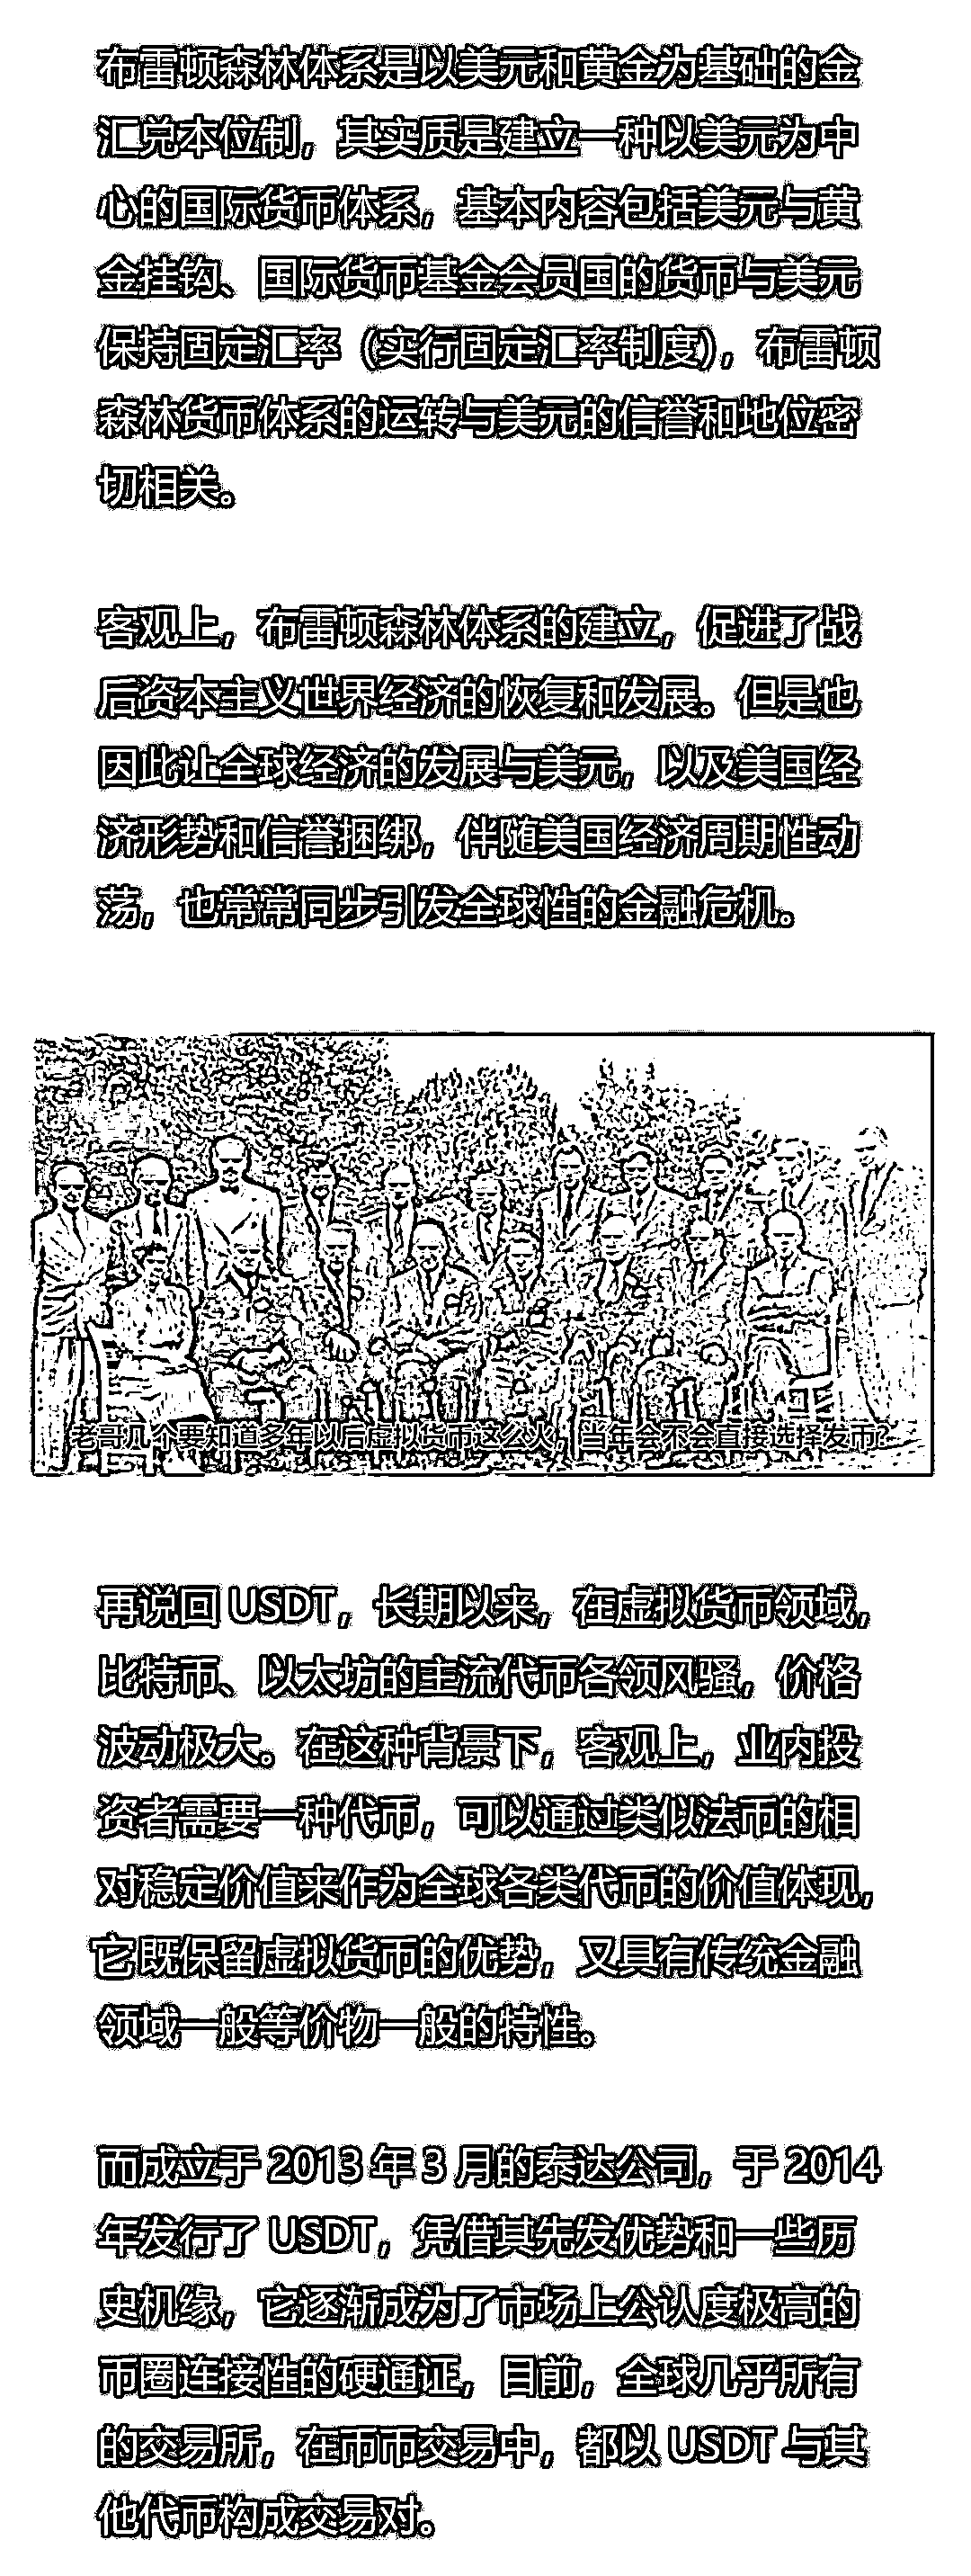 布雷顿森林体系是以美元和黄金为基础的金
汇兑本位制，其实质是建立一种以美元为中
心的国际货币体系，基本内容包括美元与黄
金挂钩、国际货币基金会员国的货币与美元
保持固定汇率（实行固定汇率制度），布雷顿
森林货币体系的运转与美元的信誉和地位密
切相关。
客观上，布雷顿森林体系的建立，促进了战
后资本主义世界经济的恢复和发展。但是也
因此让全球经济的发展与美元，以及美国经
济形势和信誉捆绑，伴随美国经济周期性动
荡，也常常同步引发全球性的金融危机。
老哥几个要知道多年以后虚拟货币这么火，当年会不会直接选择发币？
再说回 USDT，长期以来，在虚拟货币领域，
比特币、以太坊的主流代币各领风骚，价格
波动极大。在这种背景下，客观上，业内投
资者需要一种代币，可以通过类似法币的相
对稳定价值来作为全球各类代币的价值体现，
它既保留虚拟货币的优势，又具有传统金融
领域一般等价物一般的特性。
而成立于 2013 年 3 月的泰达公司，于 2014
年发行了 USDT，凭借其先发优势和一些历
史机缘，它逐渐成为了市场上公认度极高的
币圈连接性的硬通证，目前，全球几乎所有
的交易所，在币币交易中，都以 USDT 与其
他代币构成交易对。